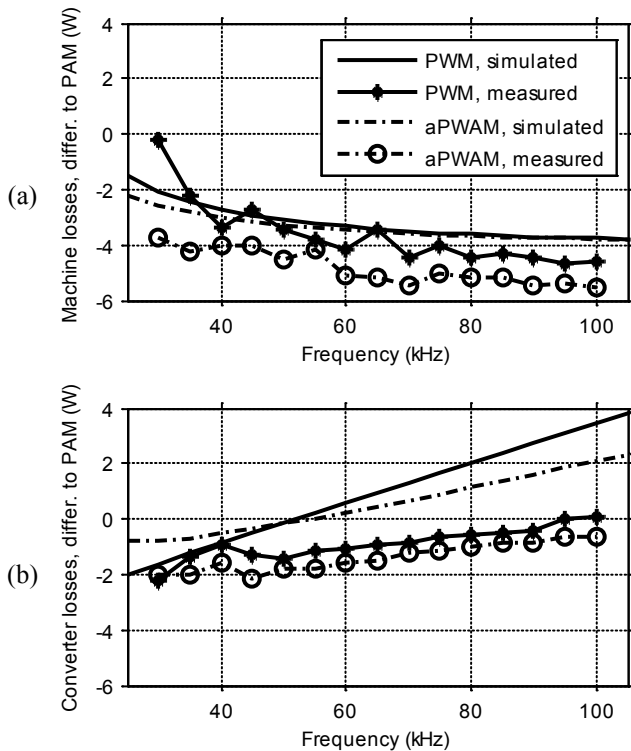 (a)
Machine losses, differ. to PAM (W)
4
2
0
-2
-4
-6
PWM, simulated
PWM, measured
aPWAM, simulated
aPWAM, measured
40
60
80
100
Frequency (kHz)
(b)
Converter losses, differ. to PAM (W)
4
2
0
-2
-4
-6
40
60
80
100
Frequency (kHz)